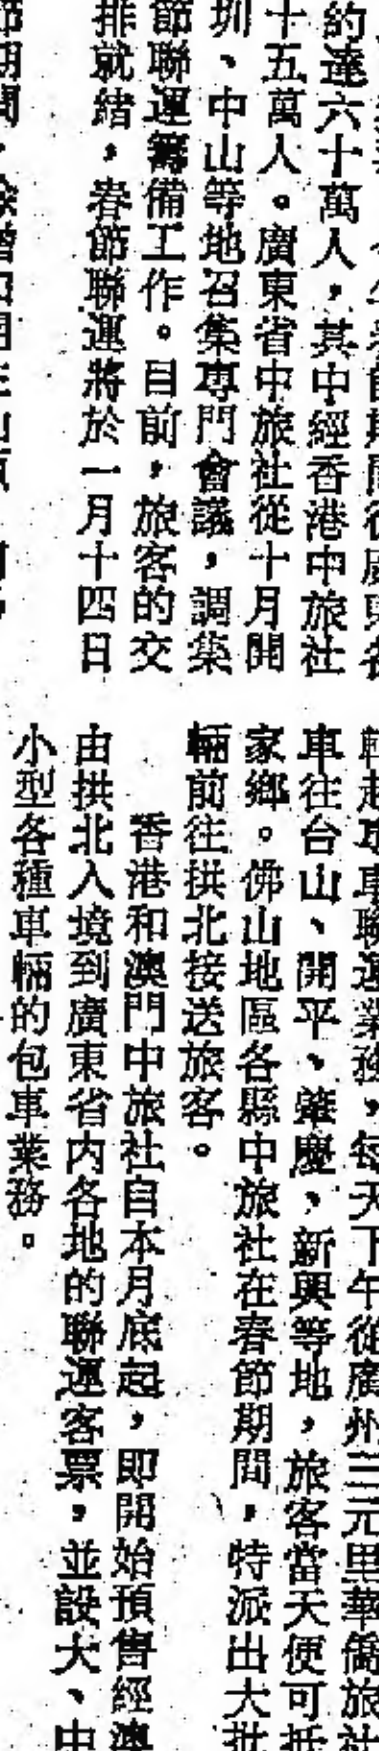 約達六十萬人，其中經香港中旅社
十五萬人。廣東省中旅社從十月開
圳、中山等地召集專門會議，調集
節聯運籌備工作。目前，旅客的交
排就緒，春節聯運將於一月十四日
聯運業務，每天下午從廣州三元里華僑旅社
車往台山、開平、肇慶、新興等地，旅客當天便可抵
家鄉。佛山地區各縣中旅社在春節期間，特派出大批
輛前往拱北接送旅客。
香港和澳門中旅社自本月底起，即開始預售經澳
由拱北入境到廣東省内各地的聯運客票，並設大、中
小型各種車輛的包車業務。